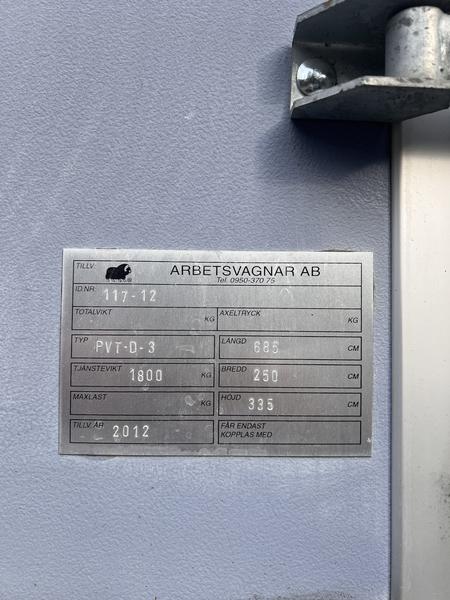 TILLV. ARBETSVAGNAR AB
Tel. 0950-370 75
ID.NR. 117-12
TOTALVIKT KG AXELTRYCK KG
TYP PVT-D-3 LÄNGD 685 CM
TJÄNSTEVIKT 1800 KG BREDD 250 CM
MAXLAST KG HÖJD 335 CM
TILLV. ÅR 2012 FÅR ENDAST
KOPPLAS MED